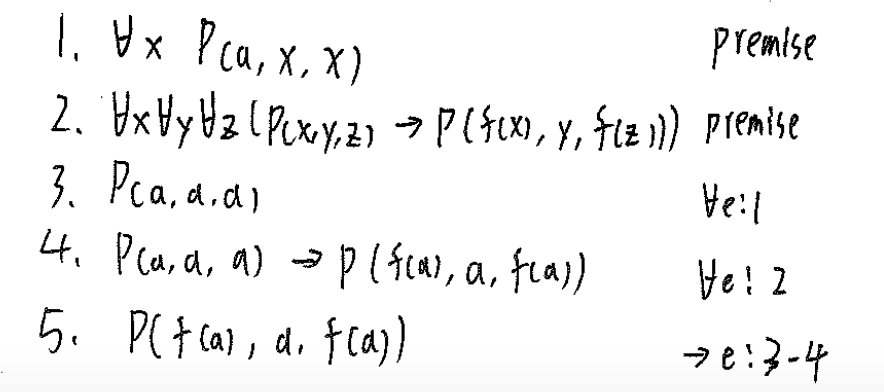 1. ∀x P(a, x, x) premise
2. ∀x∀y∀z(P(x,y,z) → P(f(x), y, f(z))) premise
3. P(a, a, a) ∀e:1
4. P(a, a, a) → P(f(a), a, f(a)) ∀e: 2
5. P(f(a), a, f(a)) → e:3-4